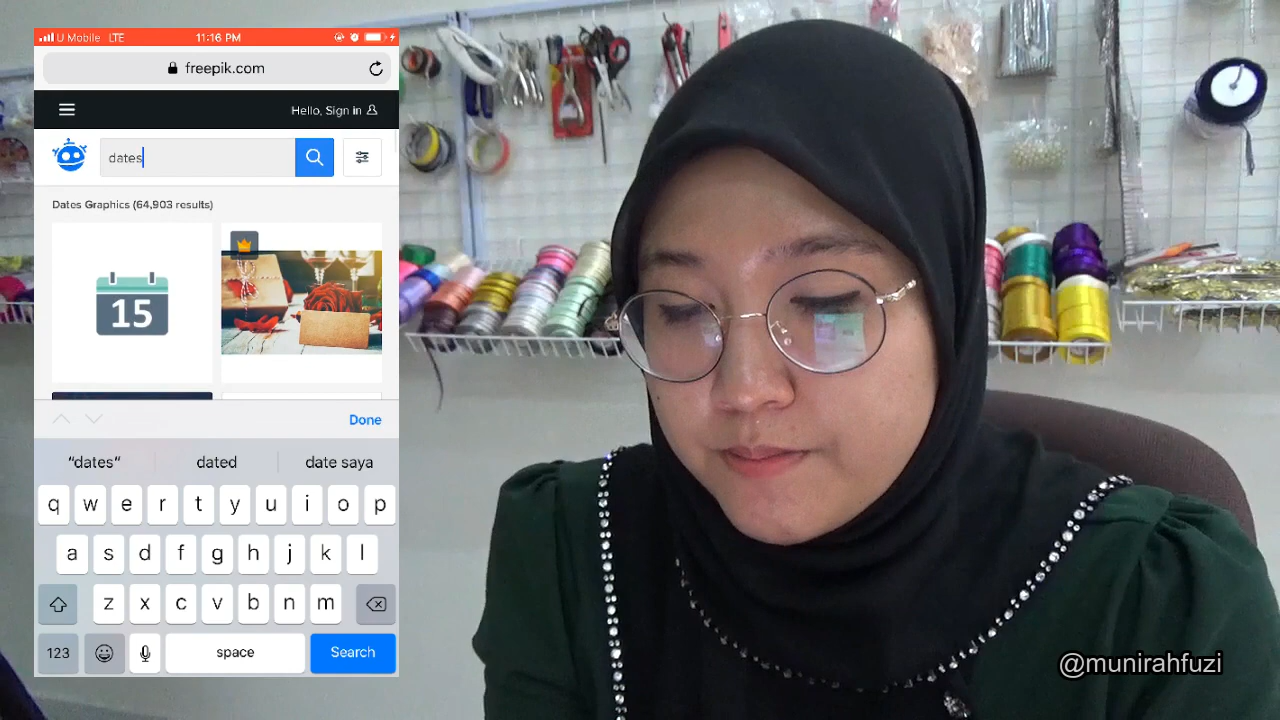 U Mobile LTE 11:16 PM
freepik.com
Hello, Sign in
dates
Dates Graphics (64,903 results)
15
Done
“dates” dated date saya
q w e r t y u i o p
a s d f g h j k l
z x c v b n m
123 space Search
@munirahfuzi